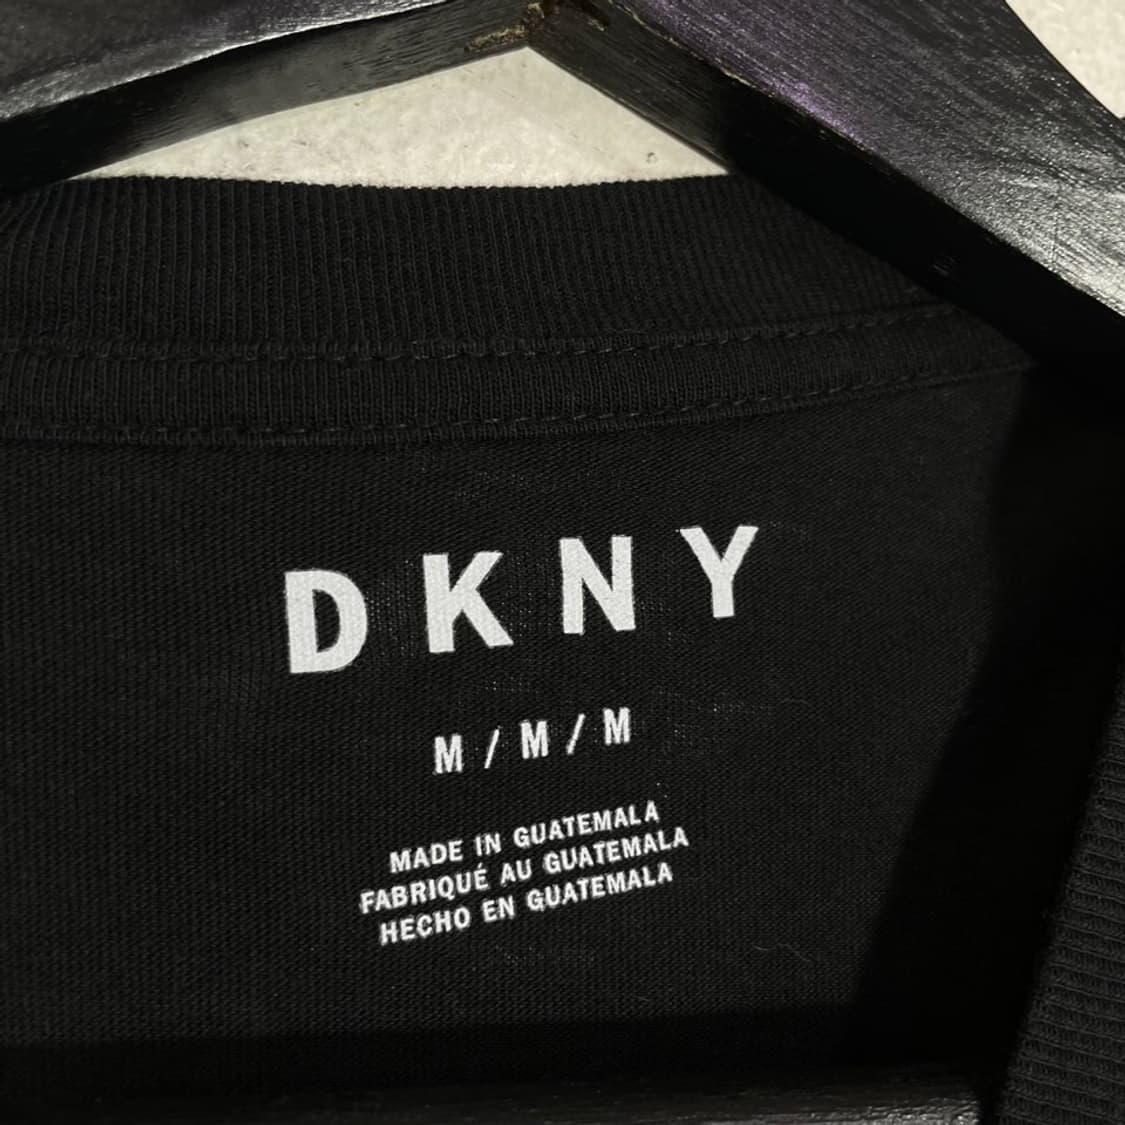 DKNY
M / M / M
MADE IN GUATEMALA
FABRIQUÉ AU GUATEMALA
HECHO EN GUATEMALA